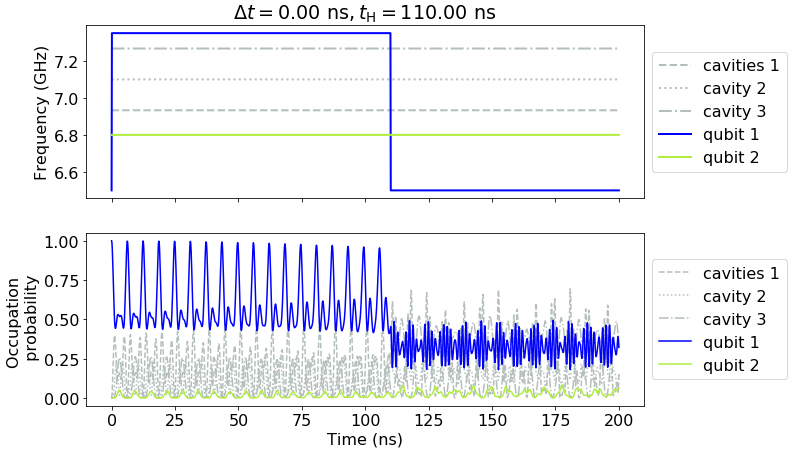 Δt = 0.00 ns, t_H = 110.00 ns
Frequency (GHz)
7.2
7.0
6.8
6.6
cavities 1
cavity 2
cavity 3
qubit 1
qubit 2
Occupation
probability
1.00
0.75
0.50
0.25
0.00
0 25 50 75 100 125 150 175 200
Time (ns)
cavities 1
cavity 2
cavity 3
qubit 1
qubit 2